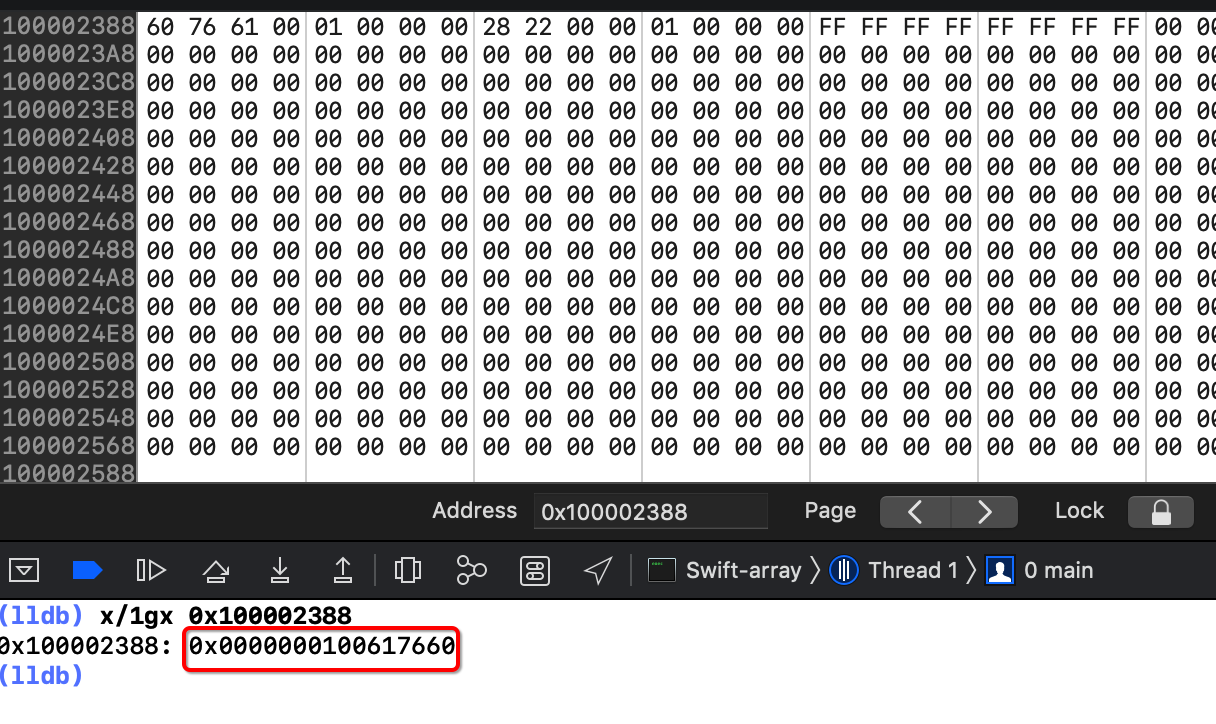 100002388 60 76 61 00 01 00 00 00 28 22 00 00 01 00 00 00 FF FF FF FF FF FF FF FF 00
1000023A8 00 00 00 00 00 00 00 00 00 00 00 00 00 00 00 00 00 00 00 00 00 00 00 00 00
1000023C8 00 00 00 00 00 00 00 00 00 00 00 00 00 00 00 00 00 00 00 00 00 00 00 00 00
1000023E8 00 00 00 00 00 00 00 00 00 00 00 00 00 00 00 00 00 00 00 00 00 00 00 00 00
100002408 00 00 00 00 00 00 00 00 00 00 00 00 00 00 00 00 00 00 00 00 00 00 00 00 00
100002428 00 00 00 00 00 00 00 00 00 00 00 00 00 00 00 00 00 00 00 00 00 00 00 00 00
100002448 00 00 00 00 00 00 00 00 00 00 00 00 00 00 00 00 00 00 00 00 00 00 00 00 00
100002468 00 00 00 00 00 00 00 00 00 00 00 00 00 00 00 00 00 00 00 00 00 00 00 00 00
100002488 00 00 00 00 00 00 00 00 00 00 00 00 00 00 00 00 00 00 00 00 00 00 00 00 00
1000024A8 00 00 00 00 00 00 00 00 00 00 00 00 00 00 00 00 00 00 00 00 00 00 00 00 00
1000024C8 00 00 00 00 00 00 00 00 00 00 00 00 00 00 00 00 00 00 00 00 00 00 00 00 00
1000024E8 00 00 00 00 00 00 00 00 00 00 00 00 00 00 00 00 00 00 00 00 00 00 00 00 00
100002508 00 00 00 00 00 00 00 00 00 00 00 00 00 00 00 00 00 00 00 00 00 00 00 00 00
100002528 00 00 00 00 00 00 00 00 00 00 00 00 00 00 00 00 00 00 00 00 00 00 00 00 00
100002548 00 00 00 00 00 00 00 00 00 00 00 00 00 00 00 00 00 00 00 00 00 00 00 00 00
100002568 00 00 00 00 00 00 00 00 00 00 00 00 00 00 00 00 00 00 00 00 00 00 00 00 00
100002588
Address 0x100002388 Page Lock
Swift-array Thread 1 0 main
(lldb) x/1gx 0x100002388
0x100002388: 0x0000000100617660
(lldb)